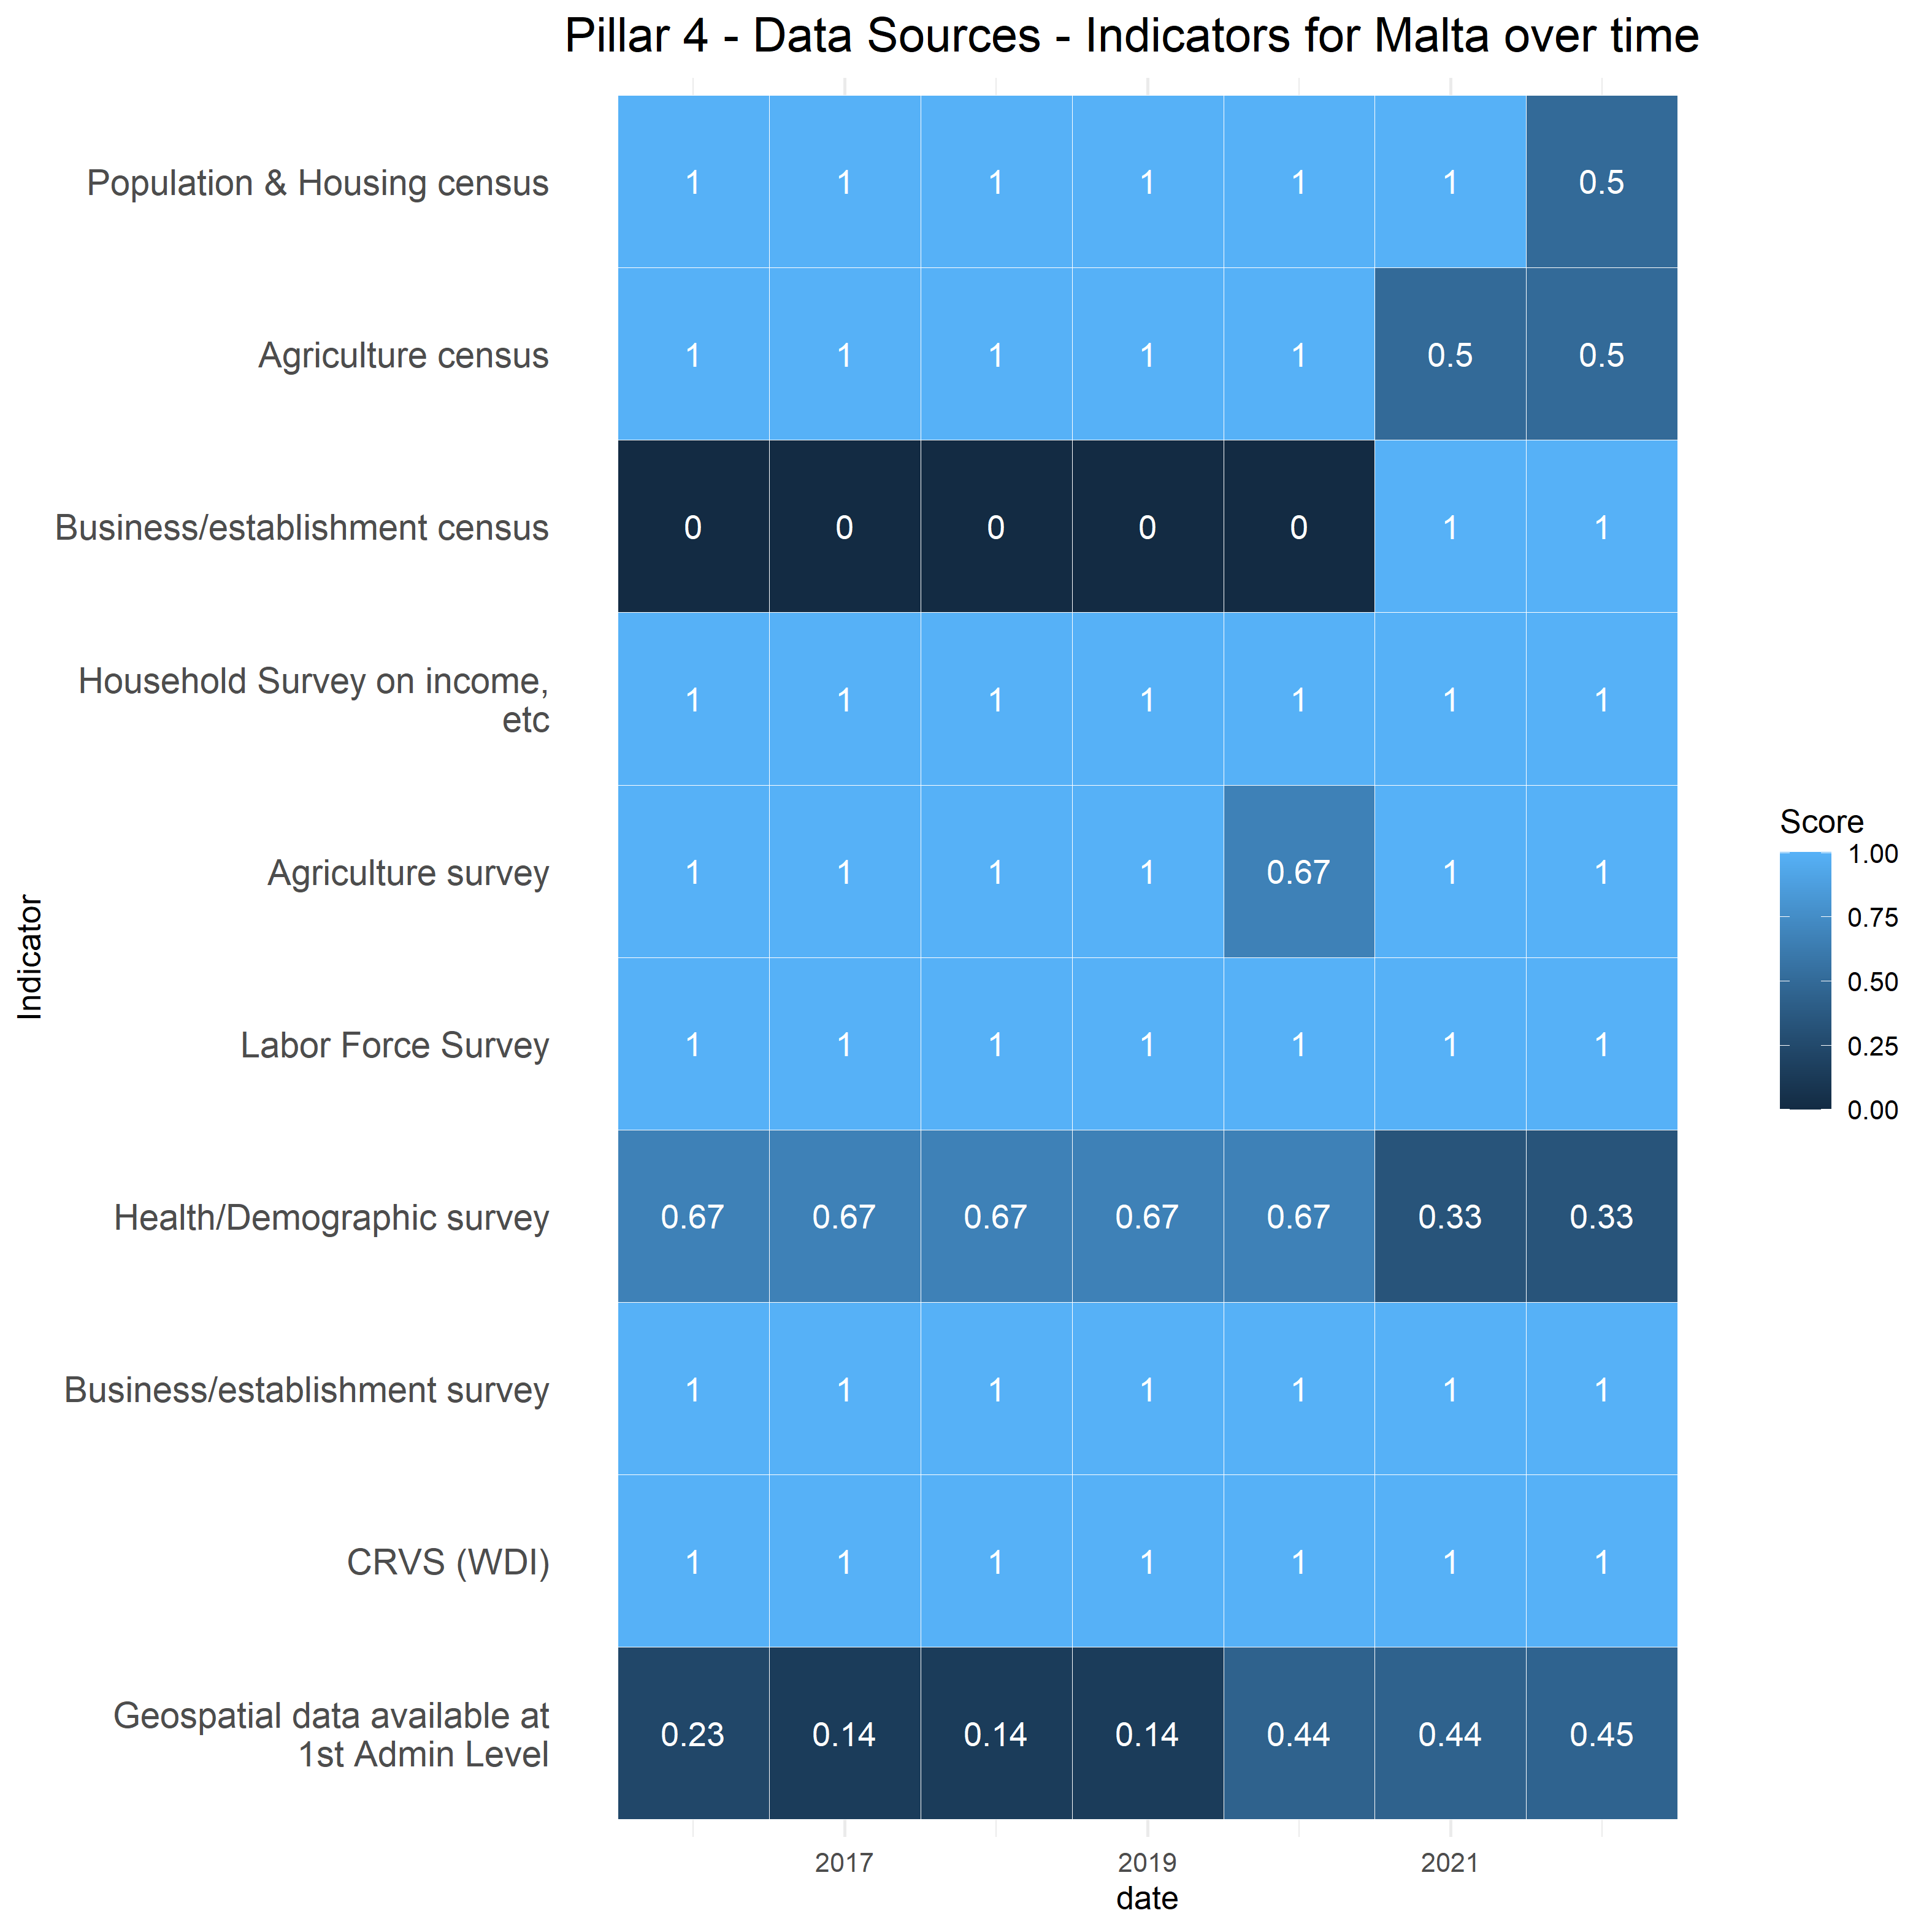 Pillar 4 - Data Sources - Indicators for Malta over time
Population & Housing census
1 1 1 1 1 1 0.5
Agriculture census
1 1 1 1 1 0.5 0.5
Business/establishment census
0 0 0 0 0 1 1
Household Survey on income,
etc
1 1 1 1 1 1 1
Agriculture survey
1 1 1 1 0.67 1 1
Labor Force Survey
1 1 1 1 1 1 1
Health/Demographic survey
0.67 0.67 0.67 0.67 0.67 0.33 0.33
Business/establishment survey
1 1 1 1 1 1 1
CRVS (WDI)
1 1 1 1 1 1 1
Geospatial data available at
1st Admin Level
0.23 0.14 0.14 0.14 0.44 0.44 0.45
2017 2019 2021
date
Indicator
Score
1.00
0.75
0.50
0.25
0.00